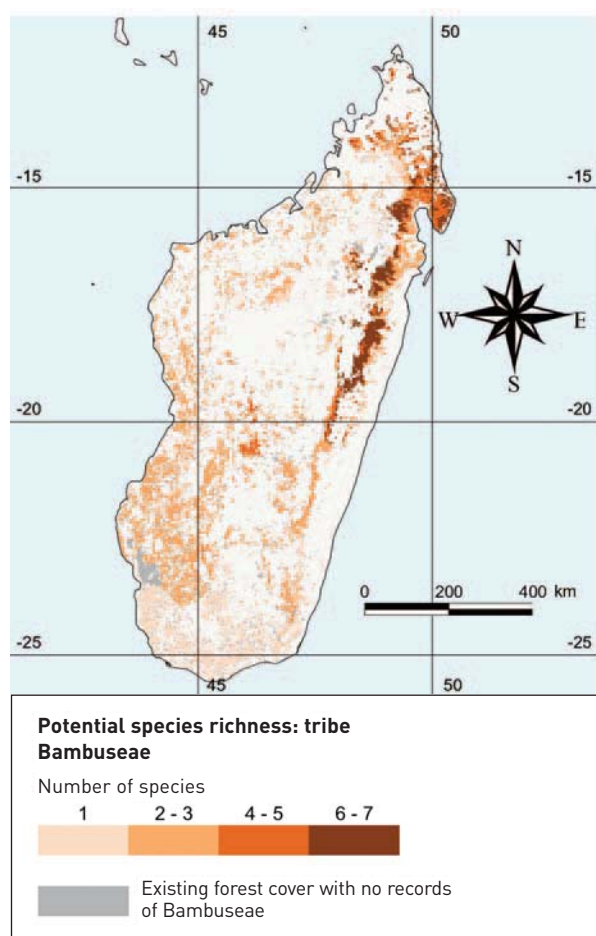 45 50
-15 -15
N
W E
S
-20 -20
0 200 400 km
-25 -25
45 50
Potential species richness: tribe
Bambuseae
Number of species
1 2 - 3 4 - 5 6 - 7
Existing forest cover with no records
of Bambuseae